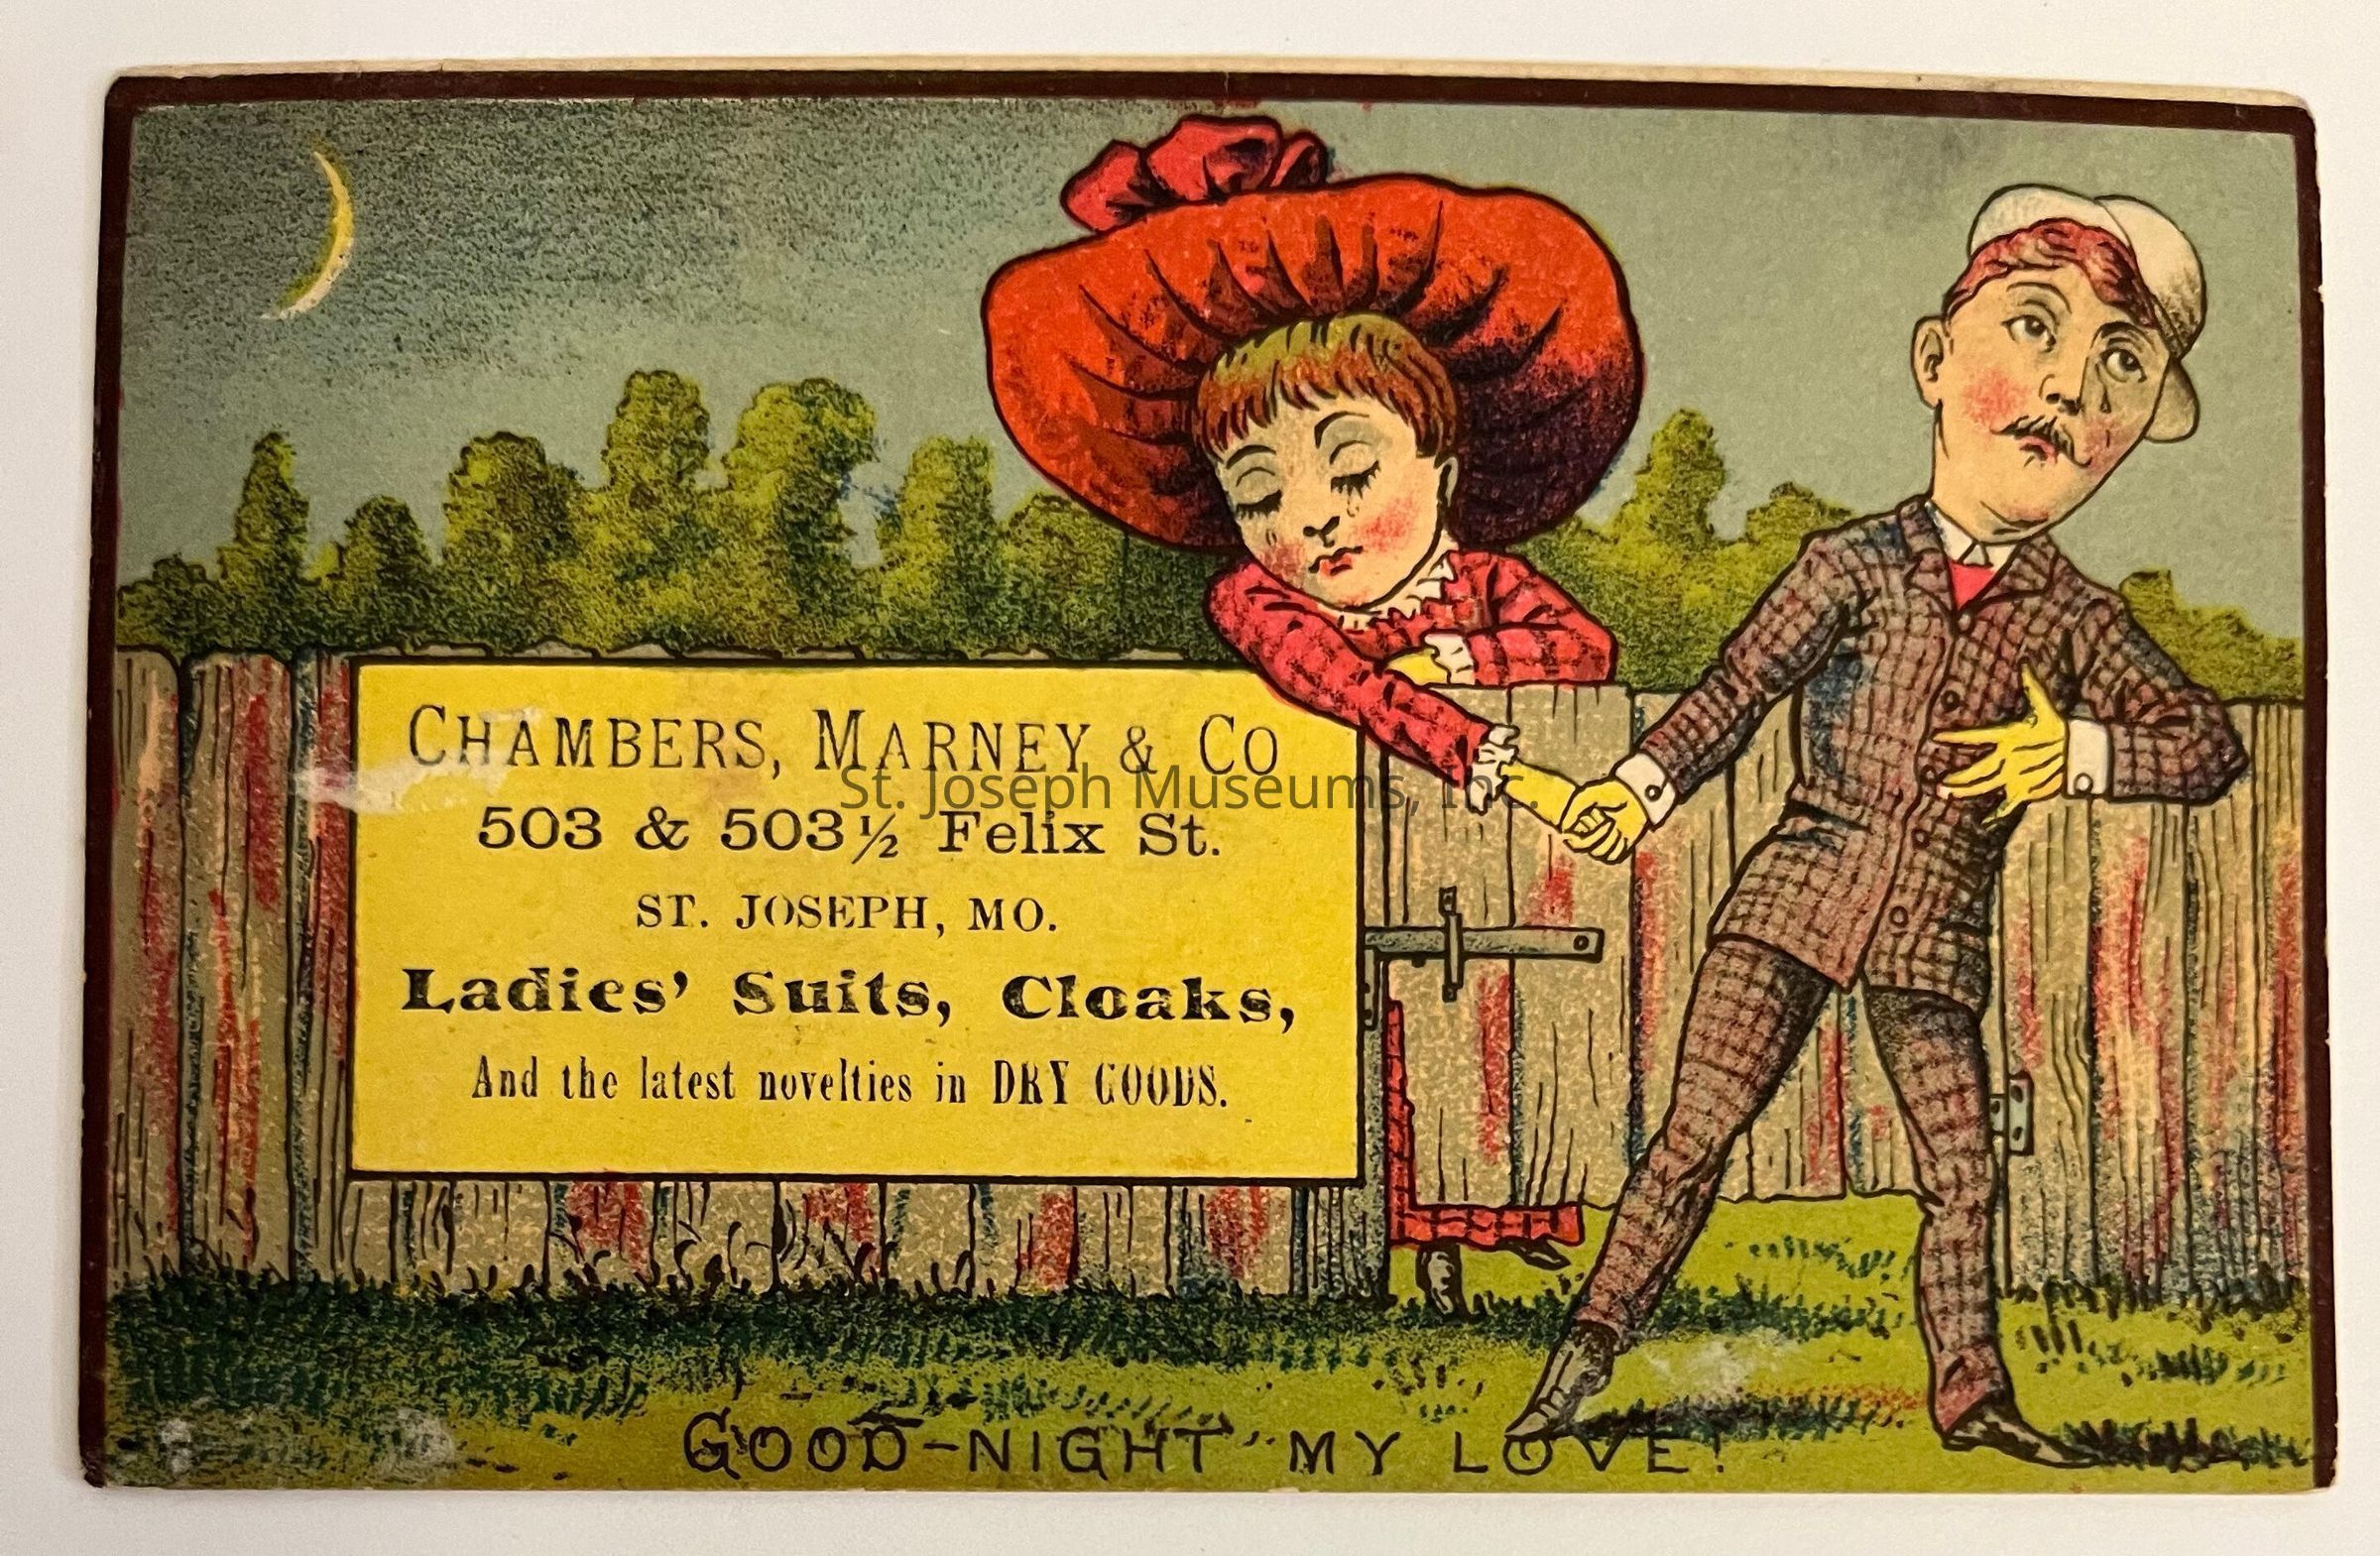 CHAMBERS, MARNEY & CO
St. Joseph Museums, Inc.
503 & 503½ Felix St.
ST. JOSEPH, MO.
Ladies' Suits, Cloaks,
And the latest novelties in DRY GOODS.
GOOD-NIGHT MY LOVE!